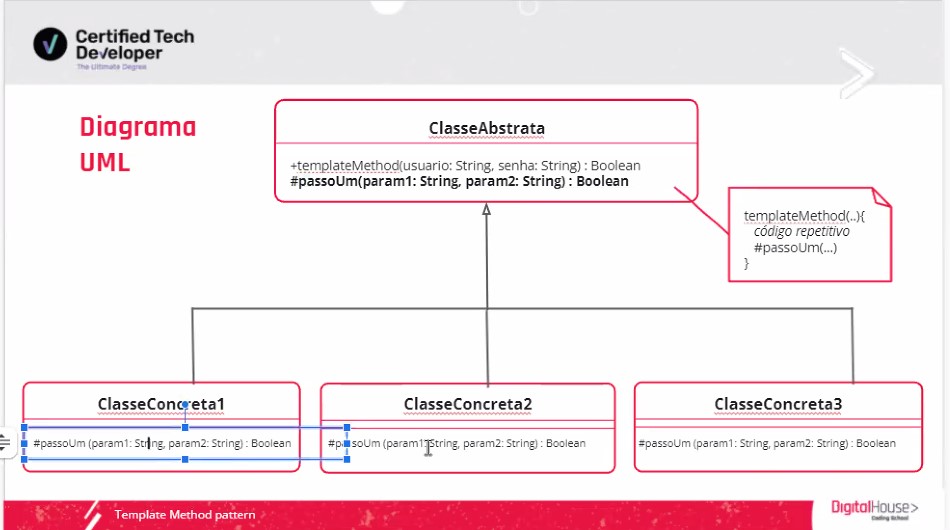 Certified Tech
Developer
The Ultimate Degree
Diagrama
UML
ClasseAbstrata
+templateMethod(usuario: String, senha: String) : Boolean
#passoUm(param1: String, param2: String) : Boolean
templateMethod(..){
código repetitivo
#passoUm(...)
}
ClasseConcreta1
#passoUm (param1: String, param2: String) : Boolean
ClasseConcreta2
#passoUm (param1: String, param2: String) : Boolean
ClasseConcreta3
#passoUm (param1: String, param2: String) : Boolean
Template Method pattern
DigitalHouse>
Coding School